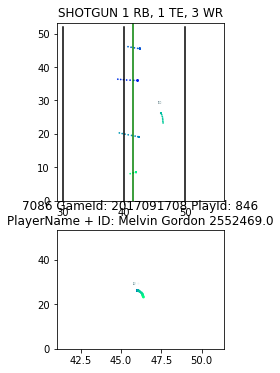 SHOTGUN 1 RB, 1 TE, 3 WR
50
40
30
20
10
0
30 40 50
7086 GameId: 2017091708 PlayId: 846
PlayerName + ID: Melvin Gordon 2552469.0
40
20
0
42.5 45.0 47.5 50.0